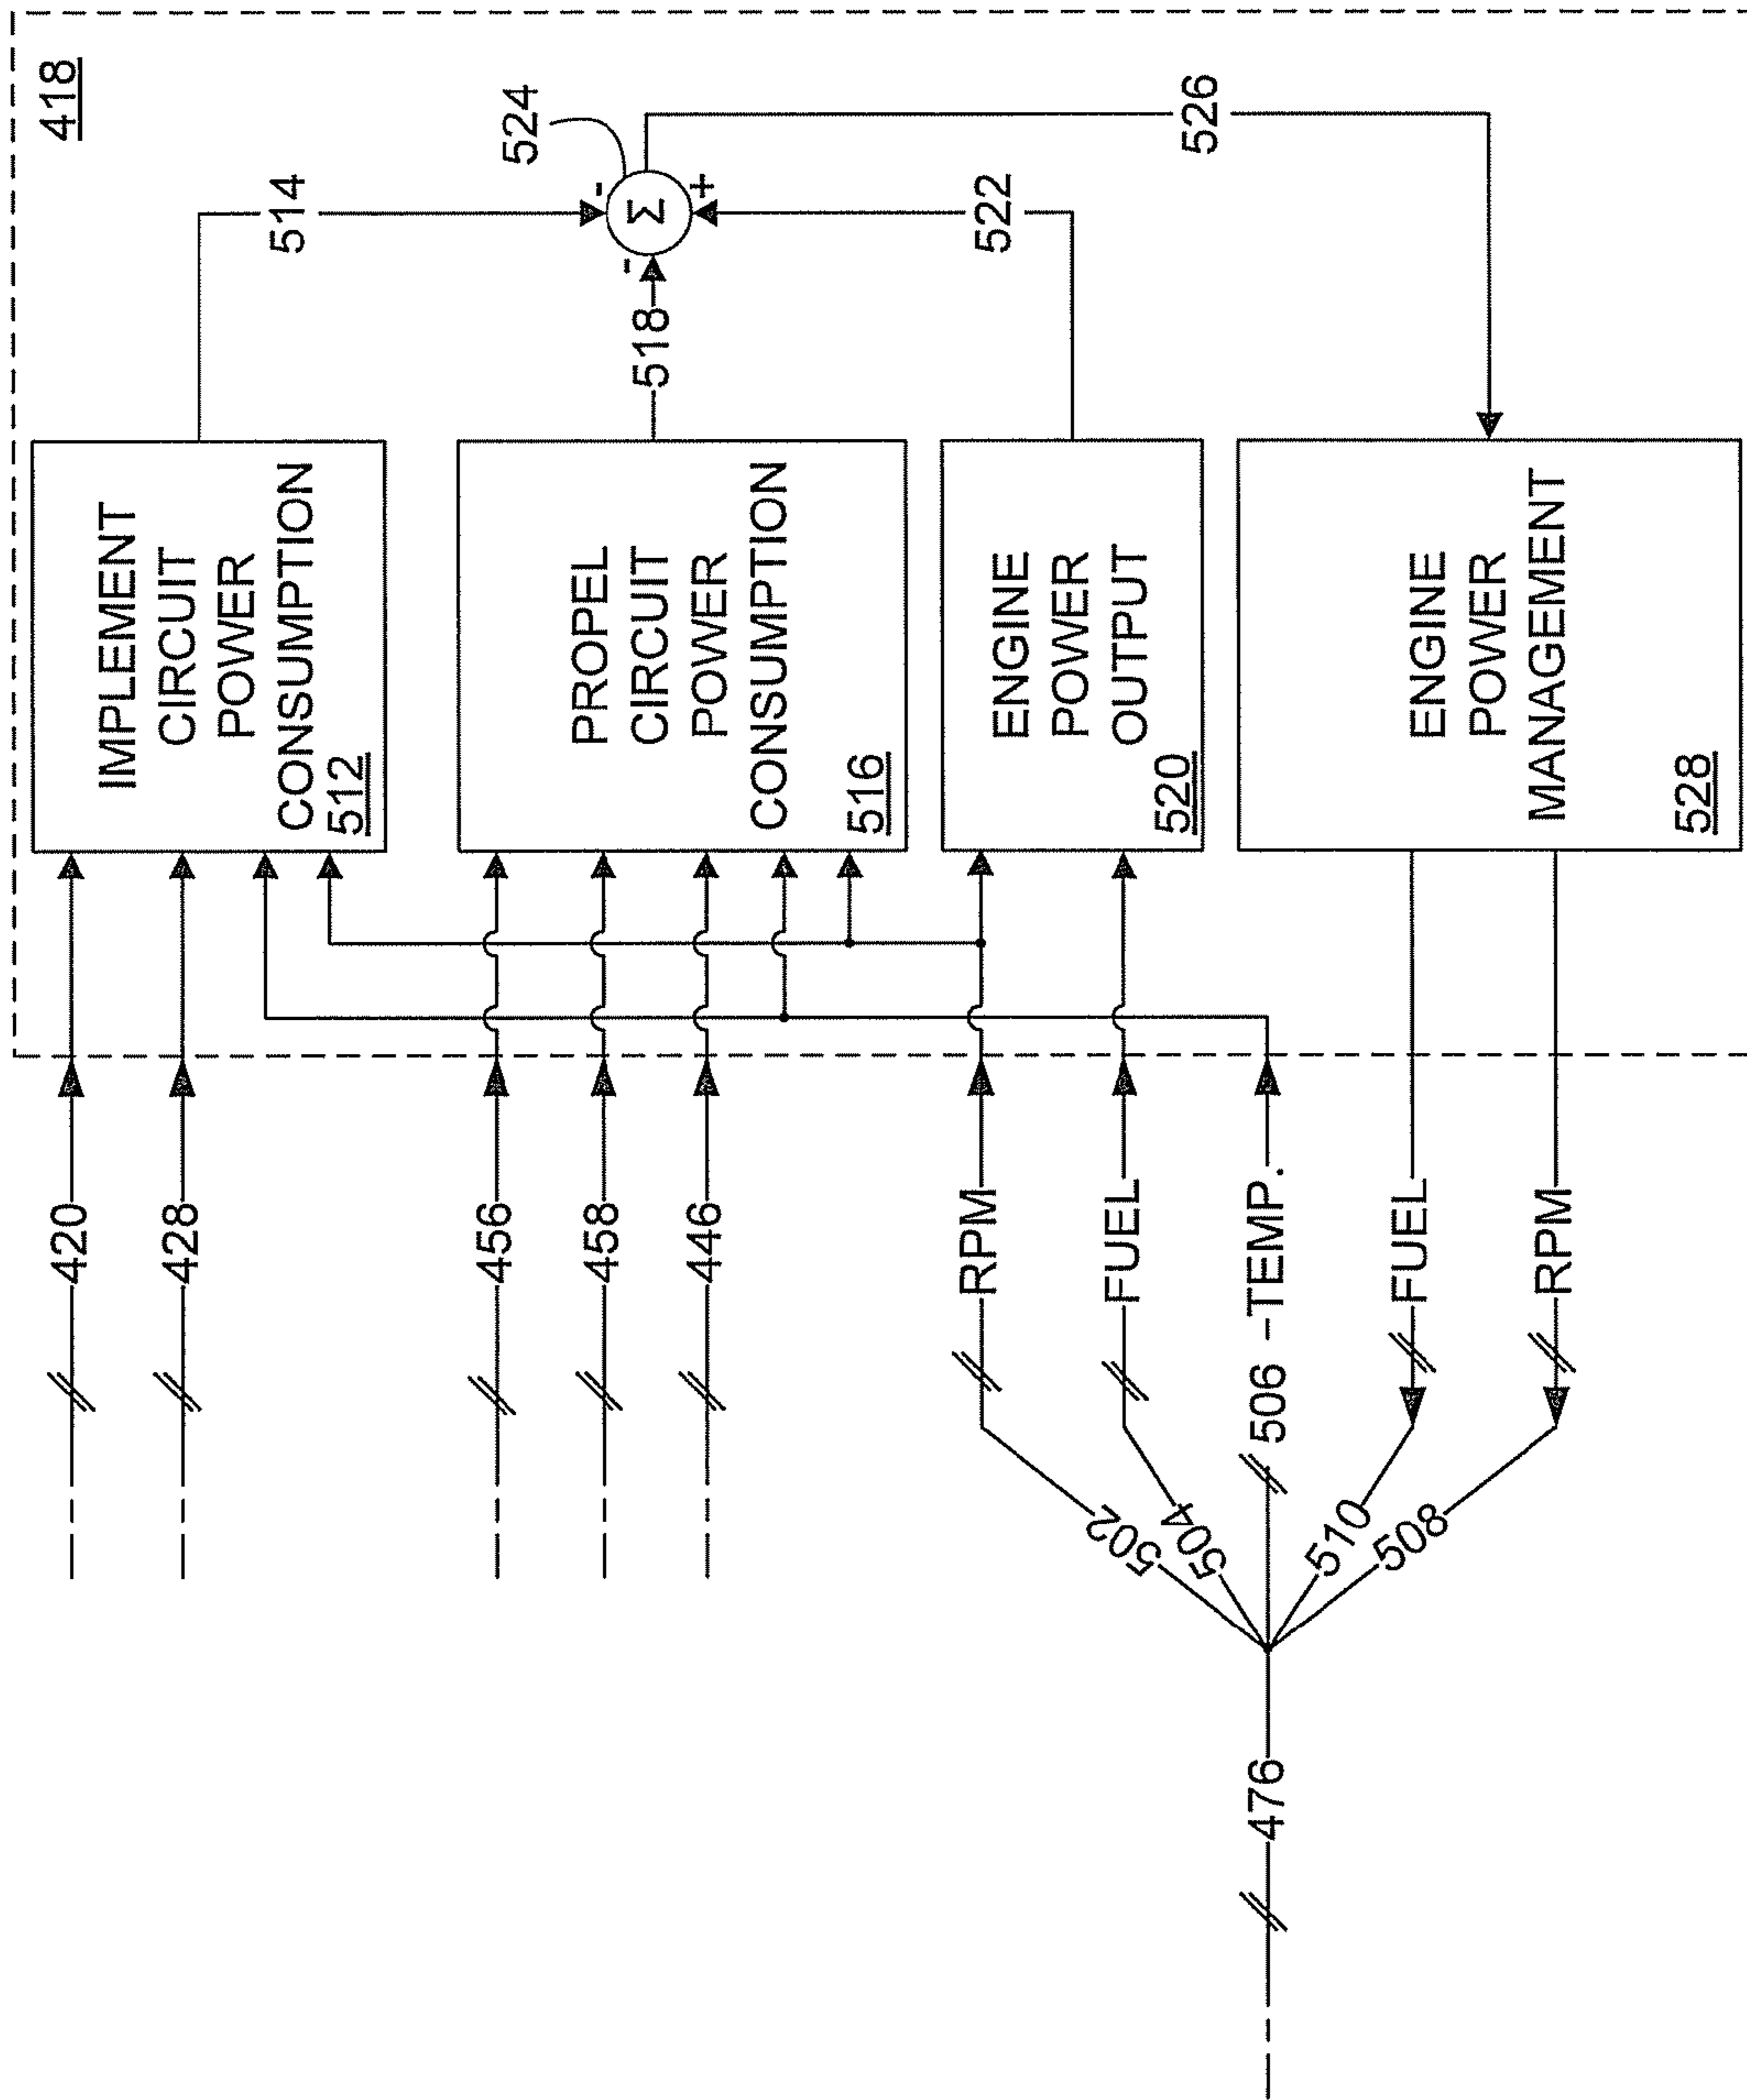 418
420
428
IMPLEMENT
CIRCUIT
POWER
CONSUMPTION
512
514
456
458
446
PROPEL
CIRCUIT
POWER
CONSUMPTION
516
518
-
-
+
Σ
524
RPM
FUEL
ENGINE
POWER
OUTPUT
520
522
526
506 -TEMP.
FUEL
RPM
ENGINE
POWER
MANAGEMENT
528
502
504
510
508
476